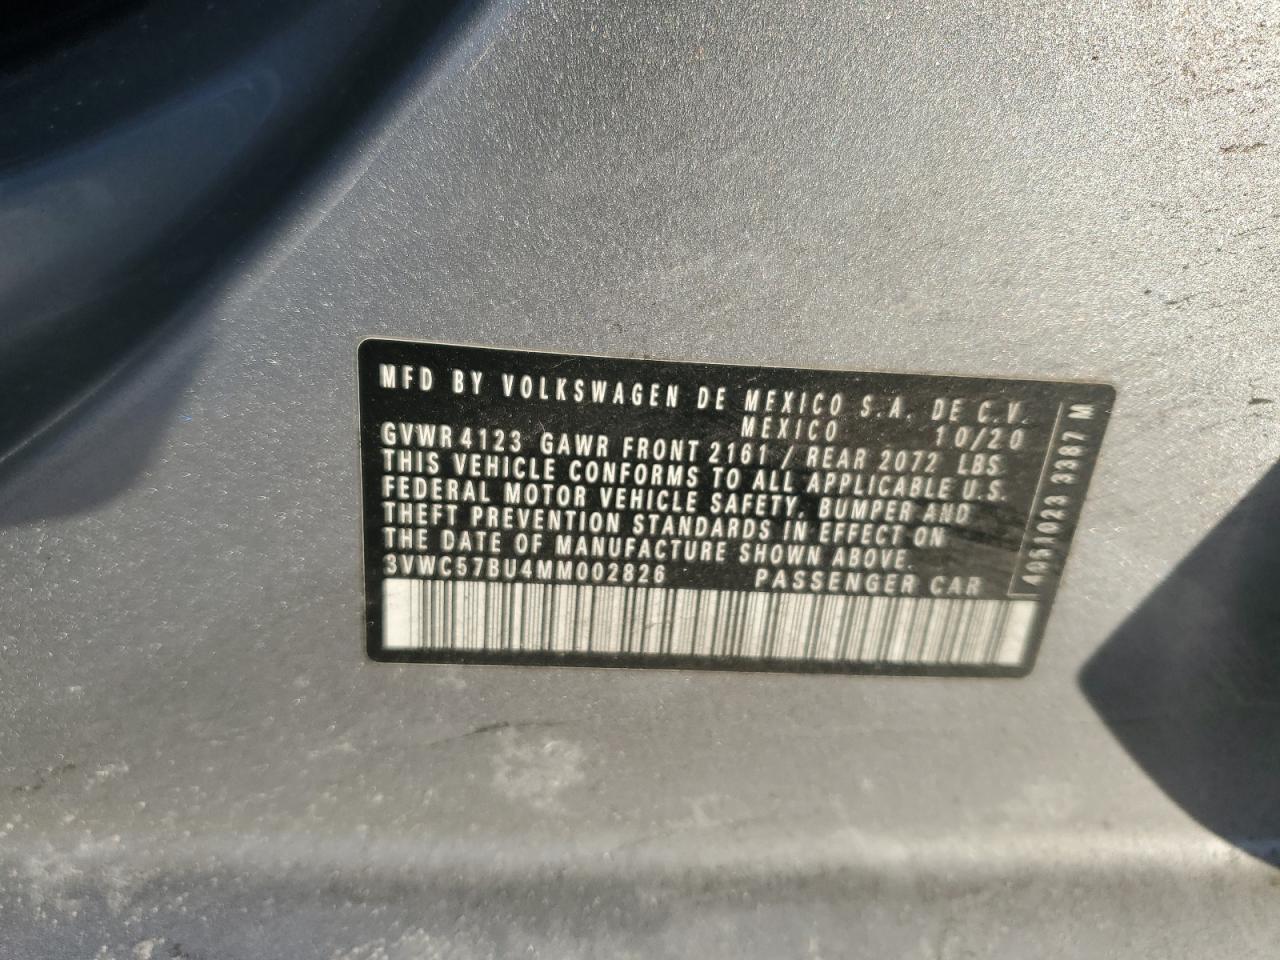 MFD BY VOLKSWAGEN DE MEXICO S.A. DE C.V.
MEXICO 10/20
GVWR 4123 GAWR FRONT 2161 / REAR 2072 LBS
THIS VEHICLE CONFORMS TO ALL APPLICABLE U.S.
FEDERAL MOTOR VEHICLE SAFETY, BUMPER AND
THEFT PREVENTION STANDARDS IN EFFECT ON
THE DATE OF MANUFACTURE SHOWN ABOVE.
3VWC57BU4MM002826 PASSENGER CAR
3387 M